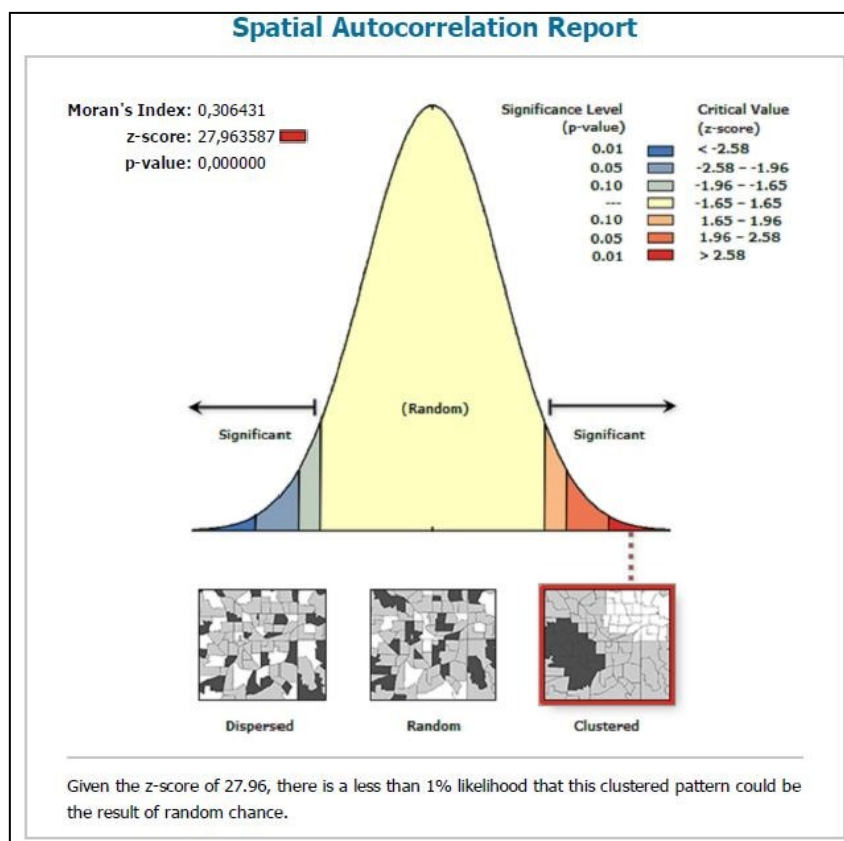 Spatial Autocorrelation Report
Moran's Index: 0,306431
z-score: 27,963587
p-value: 0,000000
Significance Level
(p-value)
Critical Value
(z-score)
0.01 < -2.58
0.05 -2.58 – -1.96
0.10 -1.96 – -1.65
--- -1.65 – 1.65
0.10 1.65 – 1.96
0.05 1.96 – 2.58
0.01 > 2.58
(Random)
Significant
Significant
Dispersed
Random
Clustered
Given the z-score of 27.96, there is a less than 1% likelihood that this clustered pattern could be
the result of random chance.